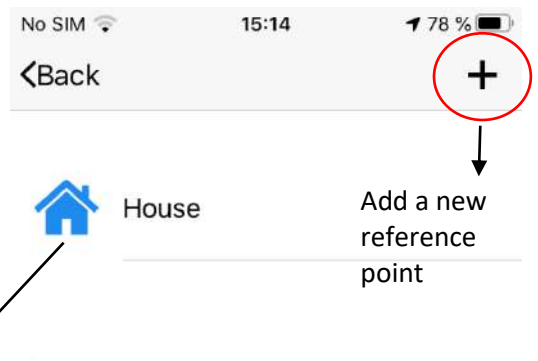 No SIM 15:14 78 %
Back +
House
Add a new
reference
point